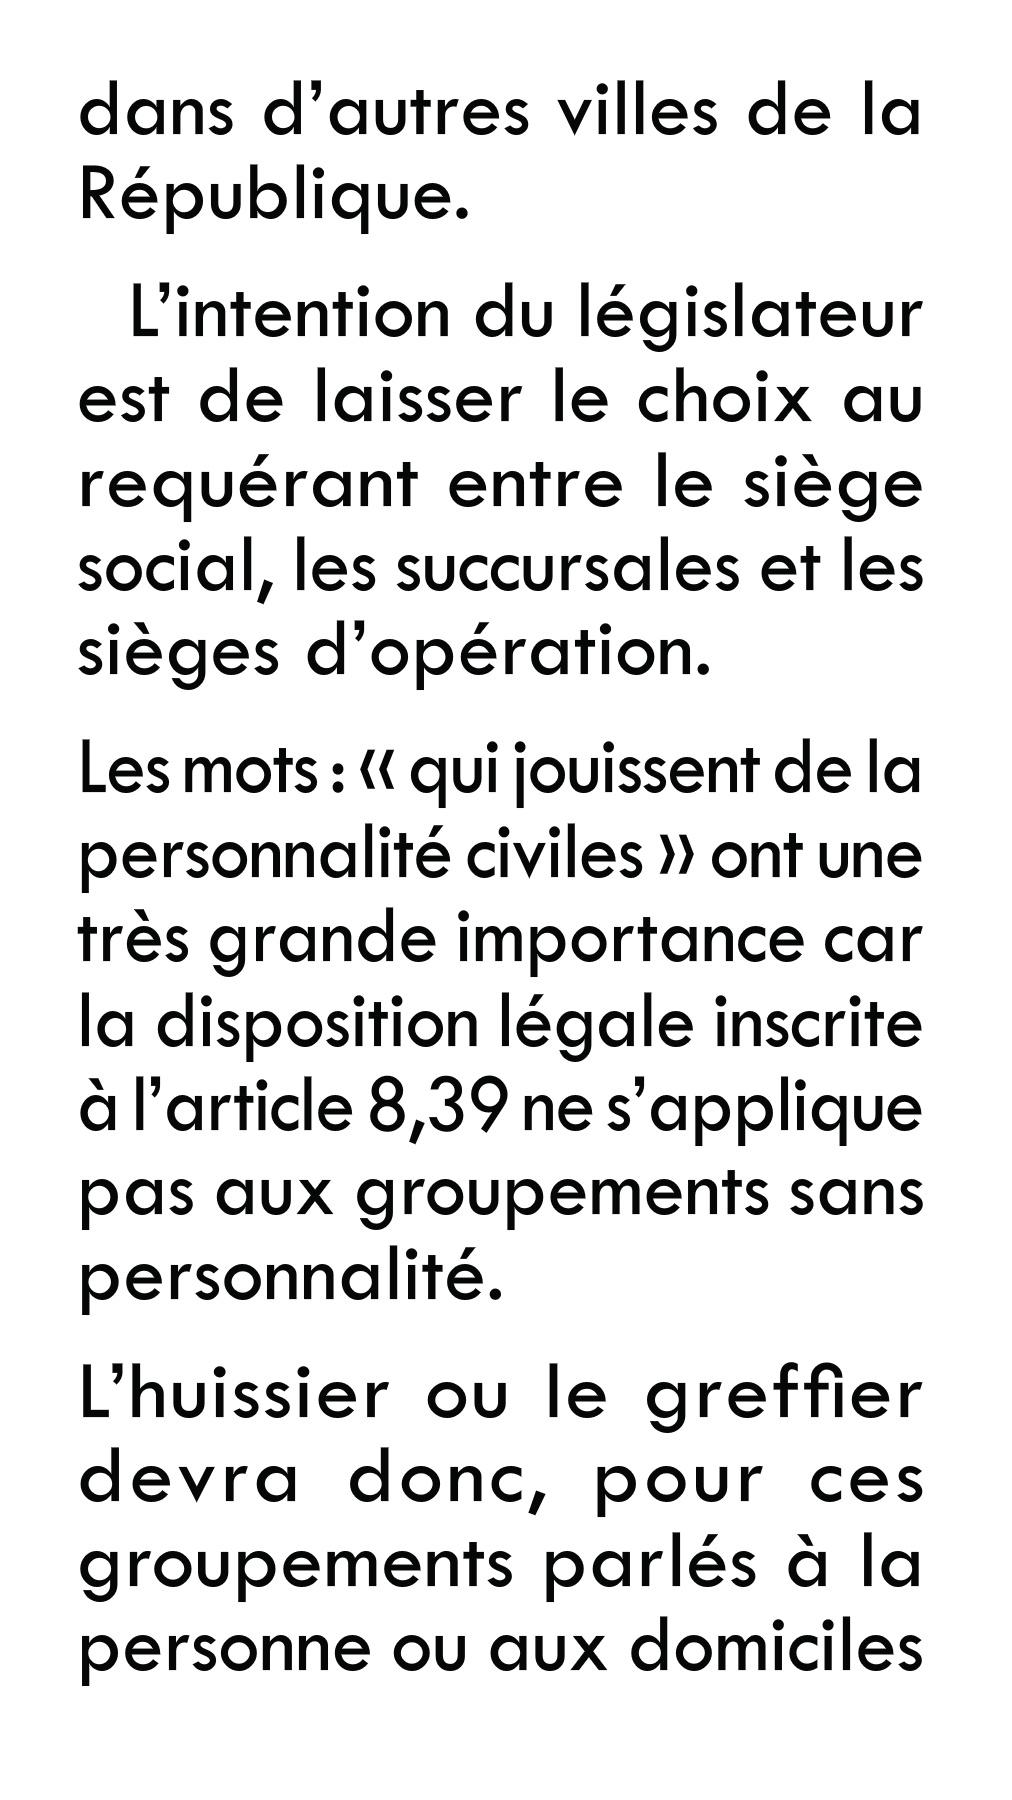 dans d’autres villes de la
République.
L’intention du législateur
est de laisser le choix au
requérant entre le siège
social, les succursales et les
sièges d’opération.
Les mots : « qui jouissent de la
personnalité civiles » ont une
très grande importance car
la disposition légale inscrite
à l’article 8,39 ne s’applique
pas aux groupements sans
personnalité.
L’huissier ou le greffier
devra donc, pour ces
groupements parlés à la
personne ou aux domiciles